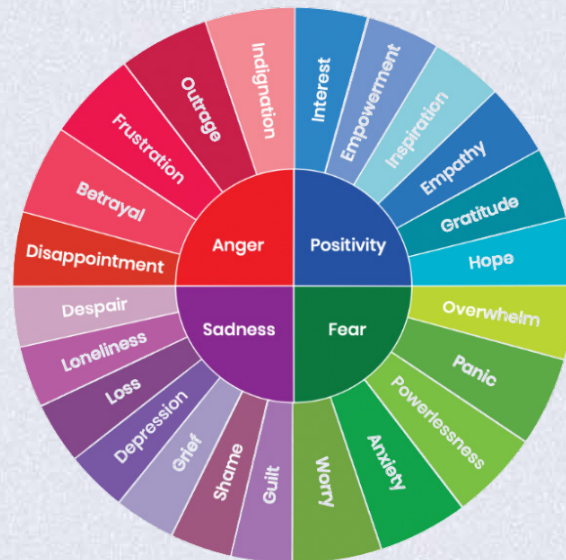 Anger
Positivity
Sadness
Fear
Interest
Empowerment
Inspiration
Empathy
Gratitude
Hope
Overwhelm
Panic
Powerlessness
Anxiety
Worry
Guilt
Shame
Grief
Depression
Loss
Loneliness
Despair
Disappointment
Betrayal
Frustration
Outrage
Indignation